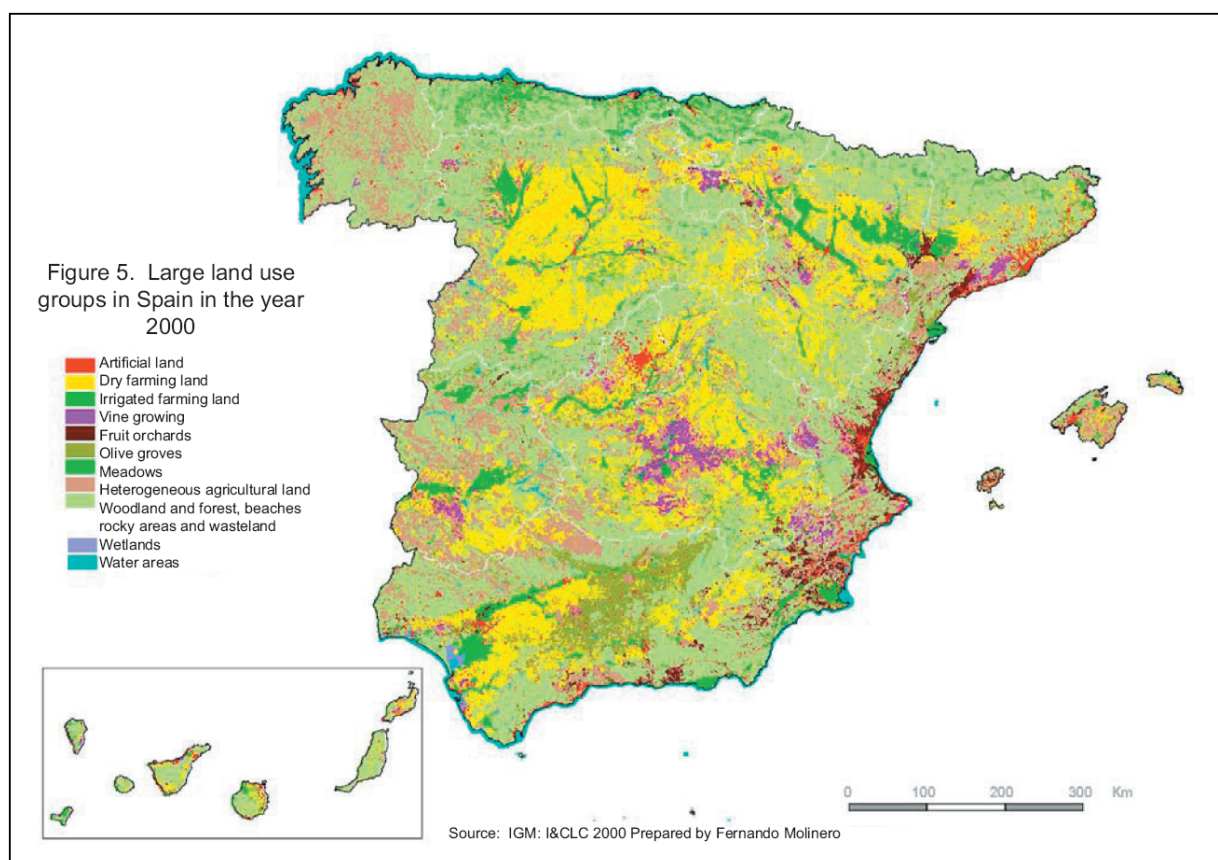 Figure 5. Large land use
groups in Spain in the year
2000
Artificial land
Dry farming land
Irrigated farming land
Vine growing
Fruit orchards
Olive groves
Meadows
Heterogeneous agricultural land
Woodland and forest, beaches
rocky areas and wasteland
Wetlands
Water areas
0 100 200 300 Km
Source: IGM: I&CLC 2000 Prepared by Fernando Molinero